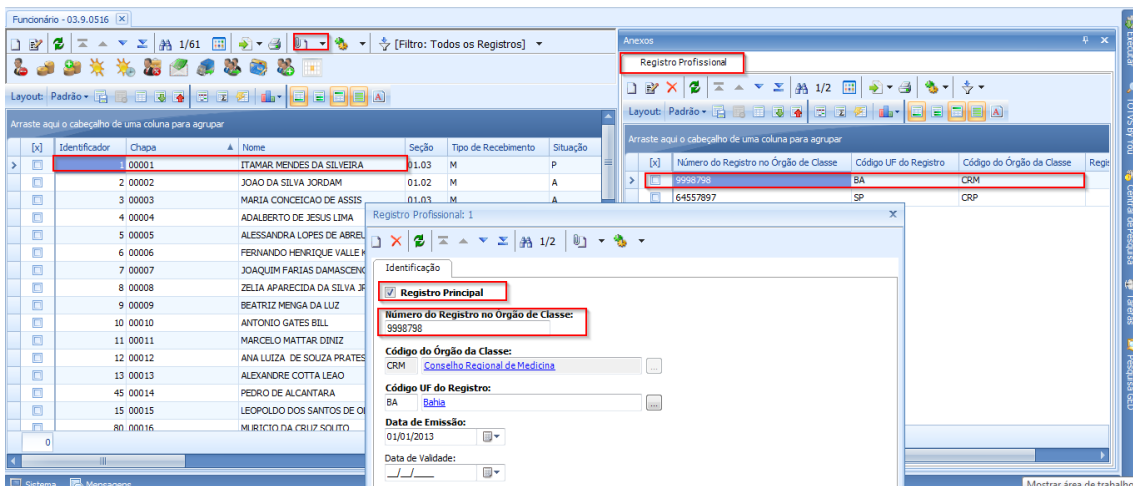 Funcionário - 03.9.0516
1/61 [Filtro: Todos os Registros]
Layout: Padrão
Arraste aqui o cabeçalho de uma coluna para agrupar
[x] Identificador Chapa Nome Seção Tipo de Recebimento Situação
1 00001 ITAMAR MENDES DA SILVEIRA 01.03 M P
2 00002 JOAO DA SILVA JORDAM 01.02 M A
3 00003 MARIA CONCEICAO DE ASSIS 01.03 M A
4 00004 ADALBERTO DE JESUS LIMA
5 00005 ALESSANDRA LOPES DE ABREU
6 00006 FERNANDO HENRIQUE VALLE
7 00007 JOAQUIM FARIAS DAMASCENO
8 00008 ZELIA APARECIDA DA SILVA
9 00009 BEATRIZ MENGA DA LUZ
10 00010 ANTONIO GATES BILL
11 00011 MARCELO MATTAR DINIZ
12 00012 ANA LUIZA DE SOUZA PRATES
13 00013 ALEXANDRE COTTA LEAO
45 00014 PEDRO DE ALCANTARA
15 00015 LEOPOLDO DOS SANTOS DE
80 00016 MURICIO DA CRUZ SOUTO
0
Sistema Mensagens
Anexos
Registro Profissional
1/2
Layout: Padrão
Arraste aqui o cabeçalho de uma coluna para agrupar
[x] Número do Registro no Órgão de Classe Código UF do Registro Código do Órgão da Classe Regis
9998798 BA CRM
64557897 SP CRP
Registro Profissional: 1
1/2
Identificação
Registro Principal
Número do Registro no Órgão de Classe:
9998798
Código do Órgão da Classe:
CRM Conselho Regional de Medicina ...
Código UF do Registro:
BA Bahia ...
Data de Emissão:
01/01/2013
Data de Validade:
__/__/____
Executar
TOTVS By You
Central de Pesquisa
Tarefas
Pesquisa GED
Mostrar área de trabalho